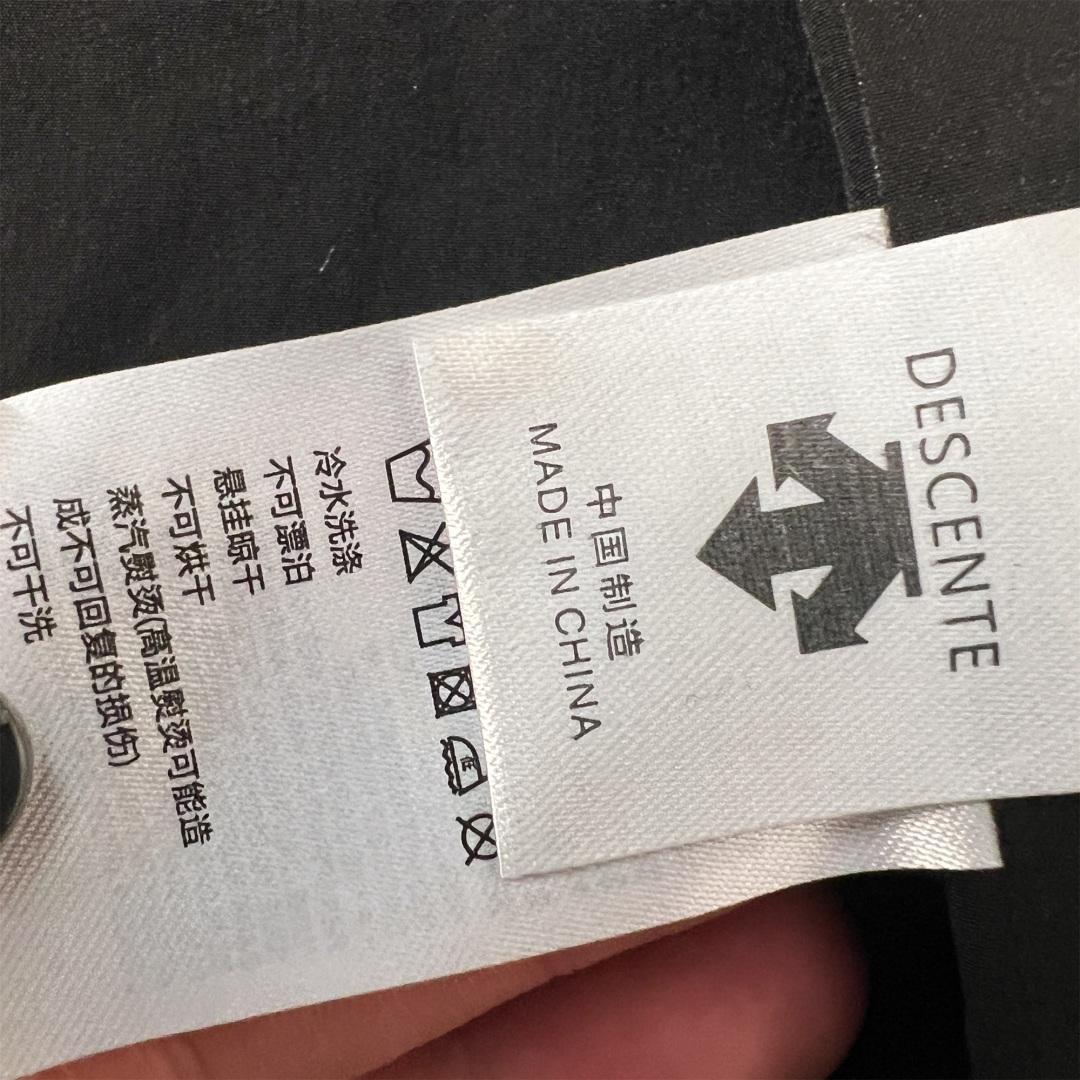 DESCENTE
中国制造
MADE IN CHINA
冷水洗涤
不可漂泊
悬挂晾干
不可烘干
蒸汽熨烫(高温熨烫可能造
成不可回复的损伤)
不可干洗